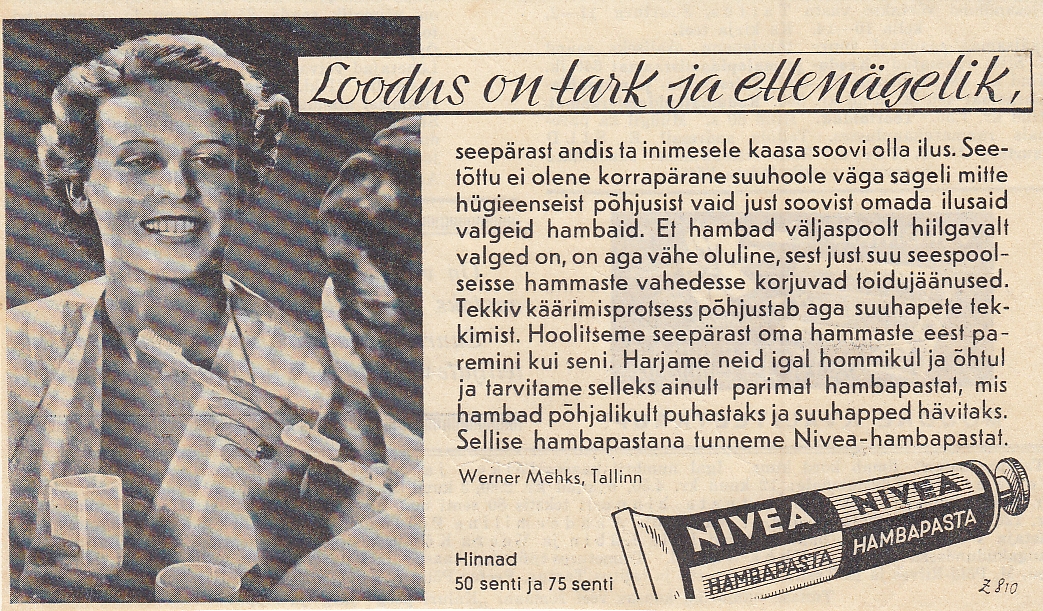 Loodus on tark ja ettenägelik,
seepärast andis ta inimesele kaasa soovi olla ilus. See-
tõttu ei olene korrapärane suuhoole väga sageli mitte
hügieenseist põhjusist vaid just soovist omada ilusaid
valgeid hambaid. Et hambad väljaspoolt hiilgavalt
valged on, on aga vähe oluline, sest just suu seespool-
seisse hammaste vahedesse korjuvad toidujäänused.
Tekkiv käärimisprotsess põhjustab aga suuhapete tek-
kimist. Hoolitseme seepärast oma hammaste eest pa-
remini kui seni. Harjame neid igal hommikul ja õhtul
ja tarvitame selleks ainult parimat hambapastat, mis
hambad põhjalikult puhastaks ja suuhapped hävitaks.
Sellise hambapastana tunneme Nivea-hambapastat.
Werner Mehks, Tallinn
NIVEA NIVEA
HAMBAPASTA HAMBAPASTA
Hinnad
50 senti ja 75 senti
Z 810